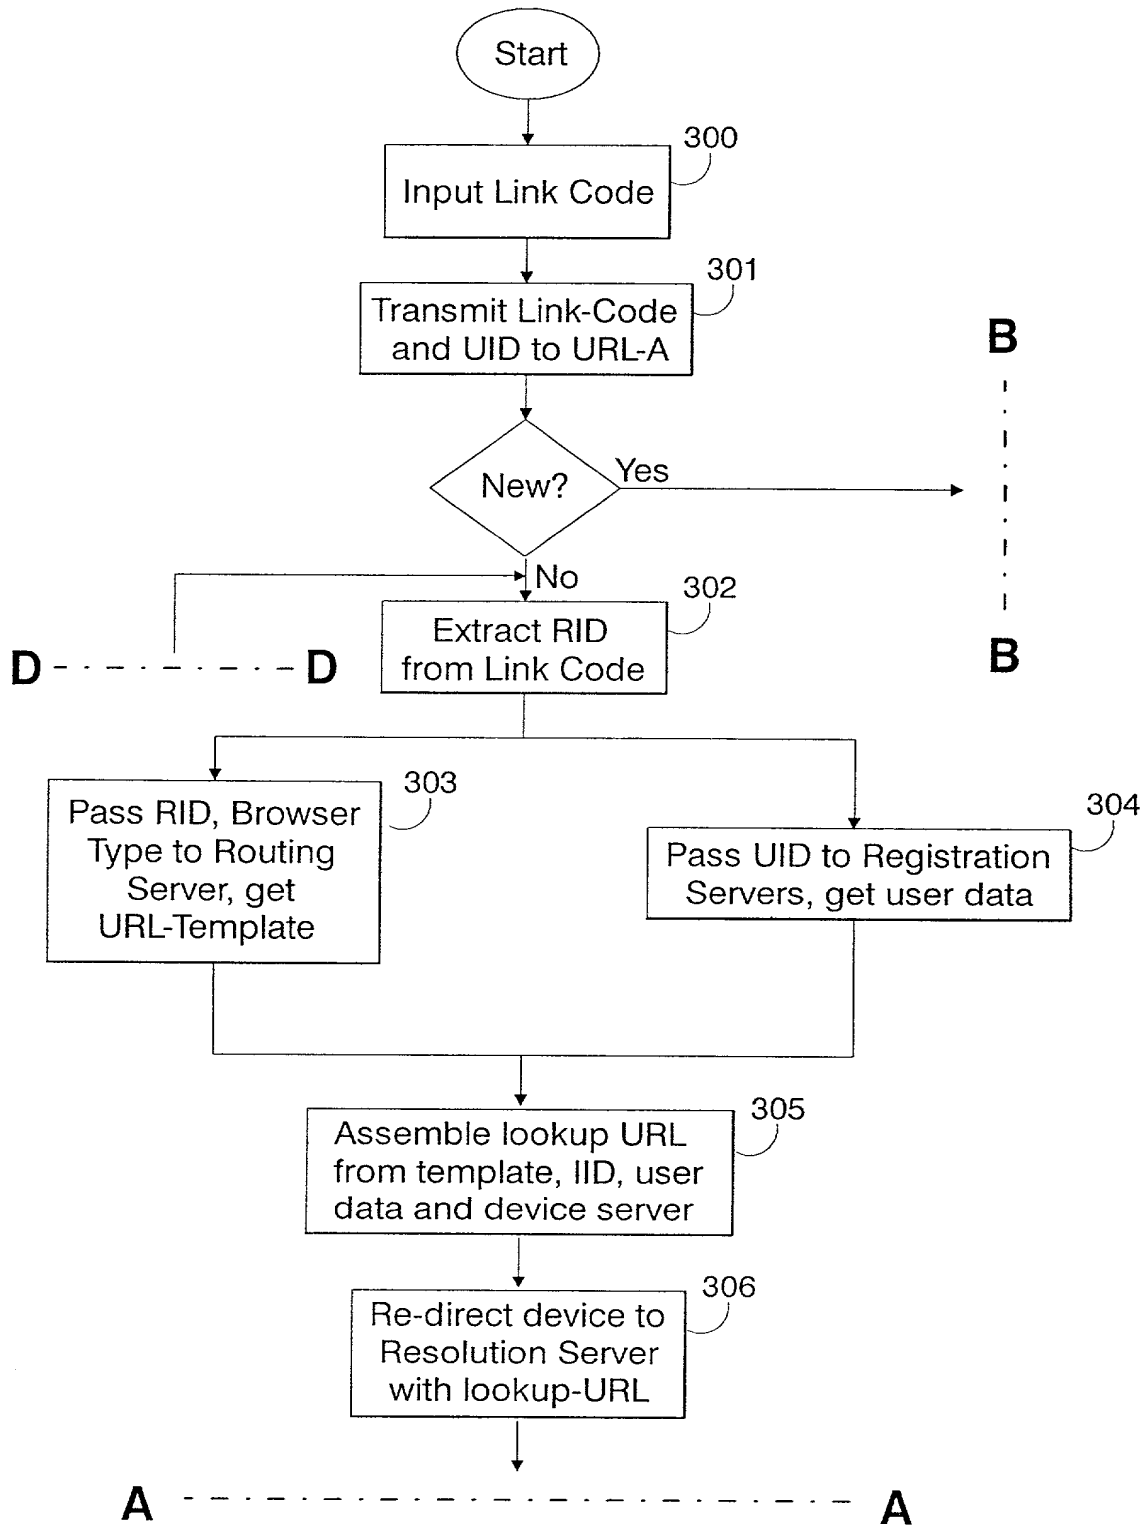 Start
300
Input Link Code
301
Transmit Link-Code
and UID to URL-A
B
New?
Yes
No
302
Extract RID
from Link Code
D
D
B
303
Pass RID, Browser
Type to Routing
Server, get
URL-Template
304
Pass UID to Registration
Servers, get user data
305
Assemble lookup URL
from template, IID, user
data and device server
306
Re-direct device to
Resolution Server
with lookup-URL
A
A